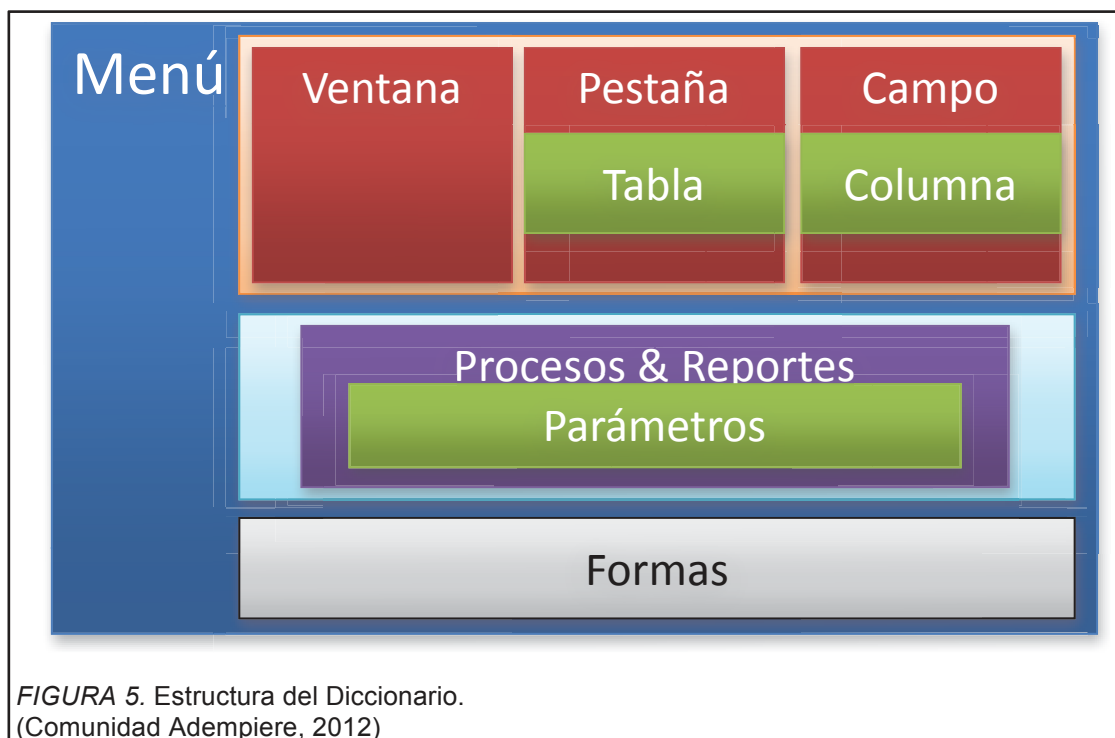 Menú
Ventana
Pestaña
Campo
Tabla
Columna
Procesos & Reportes
Parámetros
Formas
FIGURA 5. Estructura del Diccionario.
(Comunidad Adempiere, 2012)